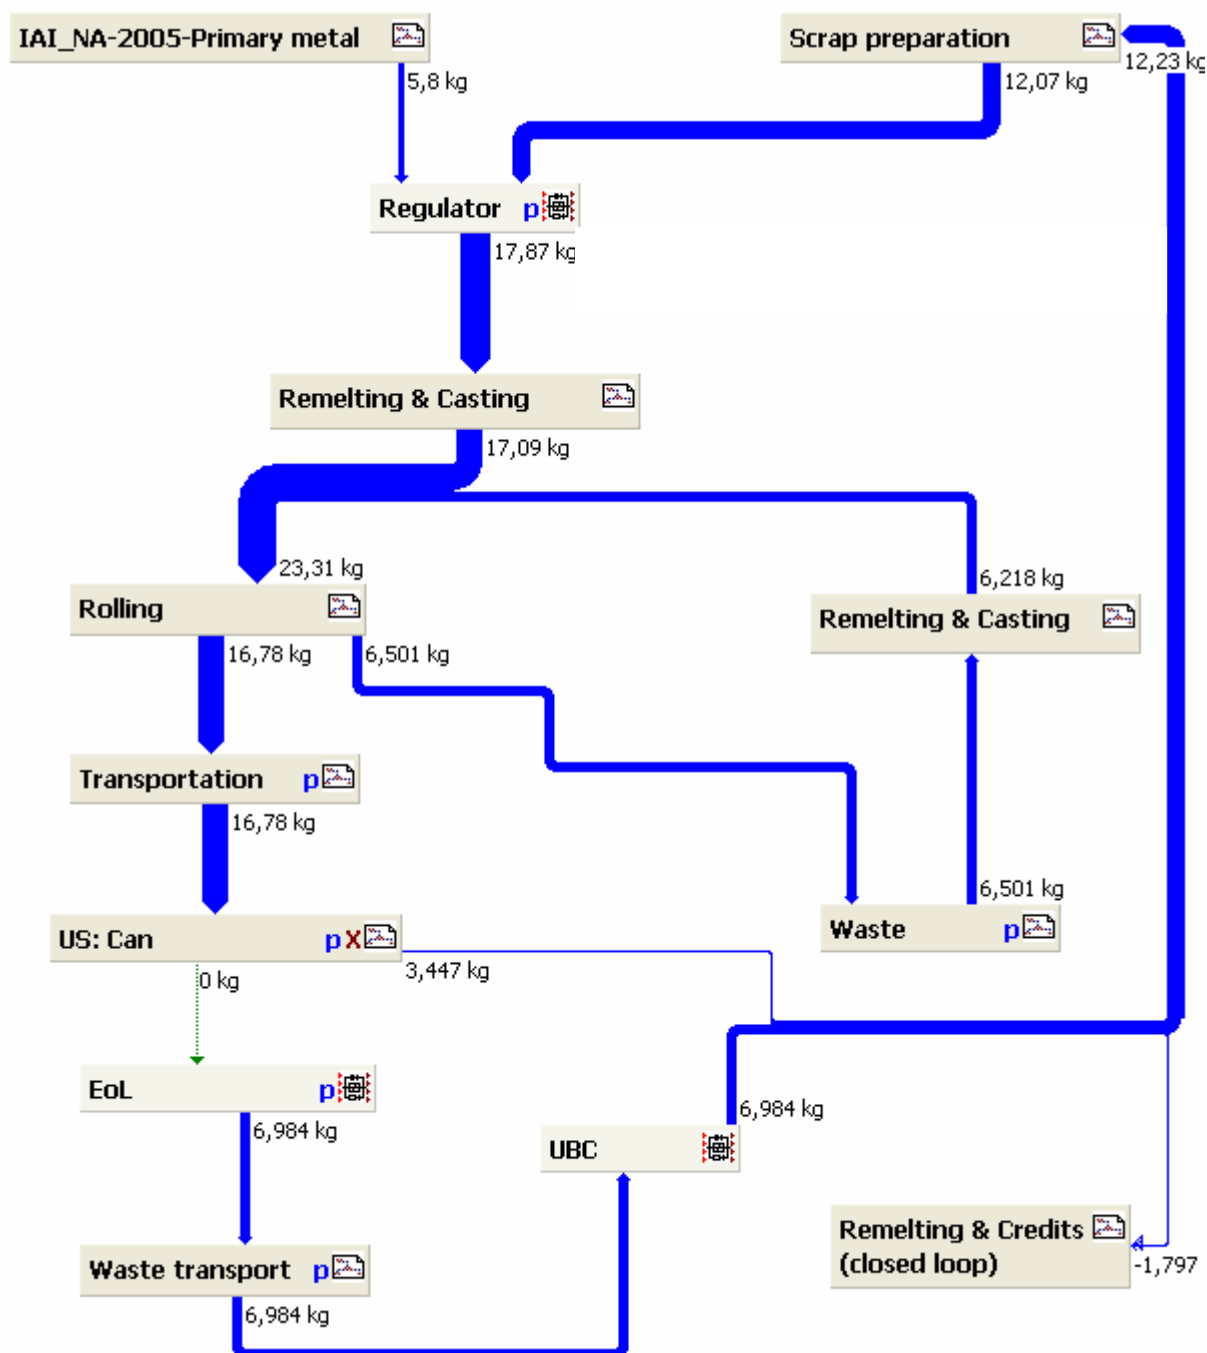 IAI_NA-2005-Primary metal
Scrap preparation
5,8 kg
12,07 kg
12,23 kg
Regulator p
17,87 kg
Remelting & Casting
17,09 kg
23,31 kg
6,218 kg
Rolling
Remelting & Casting
16,78 kg
6,501 kg
Transportation p
16,78 kg
6,501 kg
US: Can p X
Waste p
0 kg
3,447 kg
EoL p
6,984 kg
6,984 kg
UBC
Remelting & Credits
(closed loop)
-1,797
Waste transport p
6,984 kg